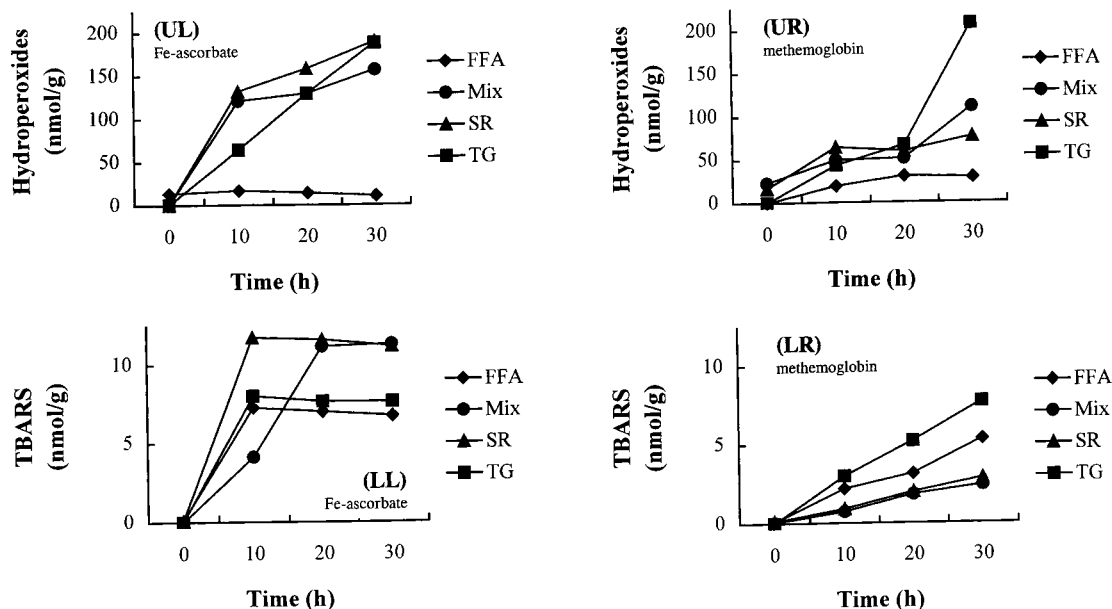 Hydroperoxides
(nmol/g)
200
150
100
50
0
(UL)
Fe-ascorbate
FFA
Mix
SR
TG
0 10 20 30
Time (h)
Hydroperoxides
(nmol/g)
200
150
100
50
0
(UR)
methemoglobin
FFA
Mix
SR
TG
0 10 20 30
Time (h)
TBARS
(nmol/g)
10
5
0
(LL)
Fe-ascorbate
FFA
Mix
SR
TG
0 10 20 30
Time (h)
TBARS
(nmol/g)
10
5
0
(LR)
methemoglobin
FFA
Mix
SR
TG
0 10 20 30
Time (h)